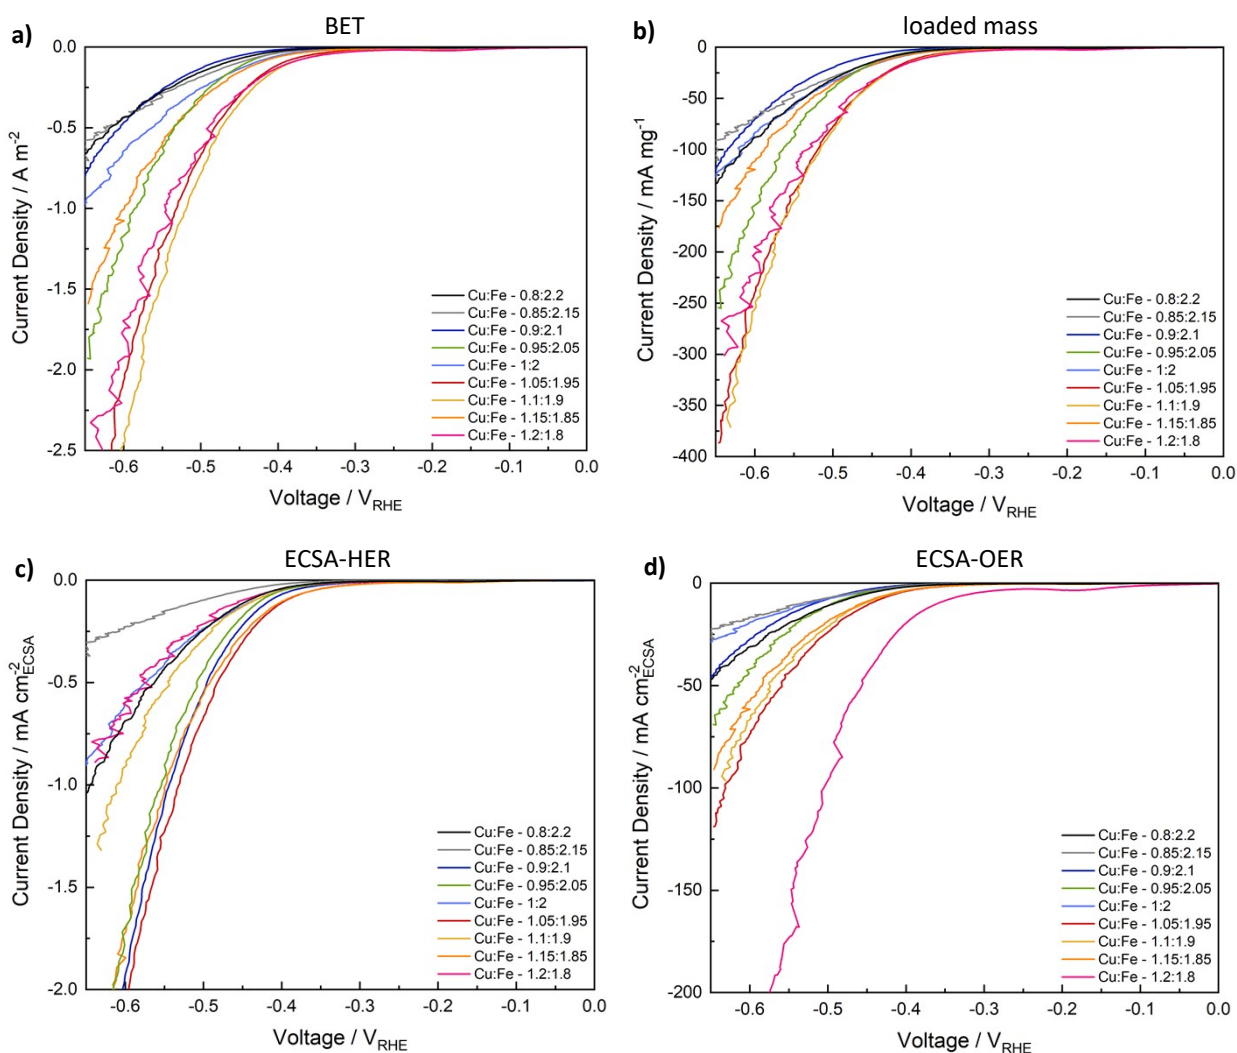 a)
BET
Current Density / A m⁻²
0.0
-0.5
-1.0
-1.5
-2.0
-2.5
-0.6 -0.5 -0.4 -0.3 -0.2 -0.1 0.0
Voltage / V_RHE
Cu:Fe - 0.8:2.2
Cu:Fe - 0.85:2.15
Cu:Fe - 0.9:2.1
Cu:Fe - 0.95:2.05
Cu:Fe - 1:2
Cu:Fe - 1.05:1.95
Cu:Fe - 1.1:1.9
Cu:Fe - 1.15:1.85
Cu:Fe - 1.2:1.8
b)
loaded mass
Current Density / mA mg⁻¹
0
-50
-100
-150
-200
-250
-300
-350
-400
-0.6 -0.5 -0.4 -0.3 -0.2 -0.1 0.0
Voltage / V_RHE
Cu:Fe - 0.8:2.2
Cu:Fe - 0.85:2.15
Cu:Fe - 0.9:2.1
Cu:Fe - 0.95:2.05
Cu:Fe - 1:2
Cu:Fe - 1.05:1.95
Cu:Fe - 1.1:1.9
Cu:Fe - 1.15:1.85
Cu:Fe - 1.2:1.8
c)
ECSA-HER
Current Density / mA cm⁻²_ECSA
0.0
-0.5
-1.0
-1.5
-2.0
-0.6 -0.5 -0.4 -0.3 -0.2 -0.1 0.0
Voltage / V_RHE
Cu:Fe - 0.8:2.2
Cu:Fe - 0.85:2.15
Cu:Fe - 0.9:2.1
Cu:Fe - 0.95:2.05
Cu:Fe - 1:2
Cu:Fe - 1.05:1.95
Cu:Fe - 1.1:1.9
Cu:Fe - 1.15:1.85
Cu:Fe - 1.2:1.8
d)
ECSA-OER
Current Density / mA cm⁻²_ECSA
0
-50
-100
-150
-200
-0.6 -0.5 -0.4 -0.3 -0.2 -0.1 0.0
Voltage / V_RHE
Cu:Fe - 0.8:2.2
Cu:Fe - 0.85:2.15
Cu:Fe - 0.9:2.1
Cu:Fe - 0.95:2.05
Cu:Fe - 1:2
Cu:Fe - 1.05:1.95
Cu:Fe - 1.1:1.9
Cu:Fe - 1.15:1.85
Cu:Fe - 1.2:1.8